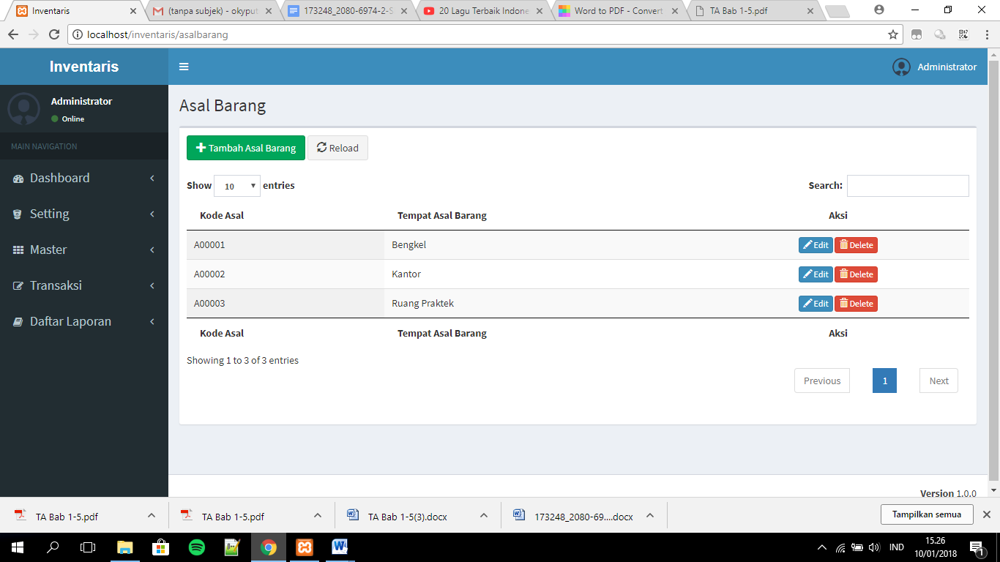 Inventaris
(tanpa subjek) - okyput
173248_2080-6974-2-S
20 Lagu Terbaik Indone
Word to PDF - Convert
TA Bab 1-5.pdf
localhost/inventaris/asalbarang
Inventaris
Administrator
Administrator
Online
MAIN NAVIGATION
Dashboard
Setting
Master
Transaksi
Daftar Laporan
Asal Barang
Tambah Asal Barang
Reload
Show 10 entries
Search:
Kode Asal Tempat Asal Barang Aksi
A00001 Bengkel Edit Delete
A00002 Kantor Edit Delete
A00003 Ruang Praktek Edit Delete
Kode Asal Tempat Asal Barang Aksi
Showing 1 to 3 of 3 entries
Previous 1 Next
Version 1.0.0
TA Bab 1-5.pdf
TA Bab 1-5.pdf
TA Bab 1-5(3).docx
173248_2080-69....docx
Tampilkan semua
IND
15.26
10/01/2018
1